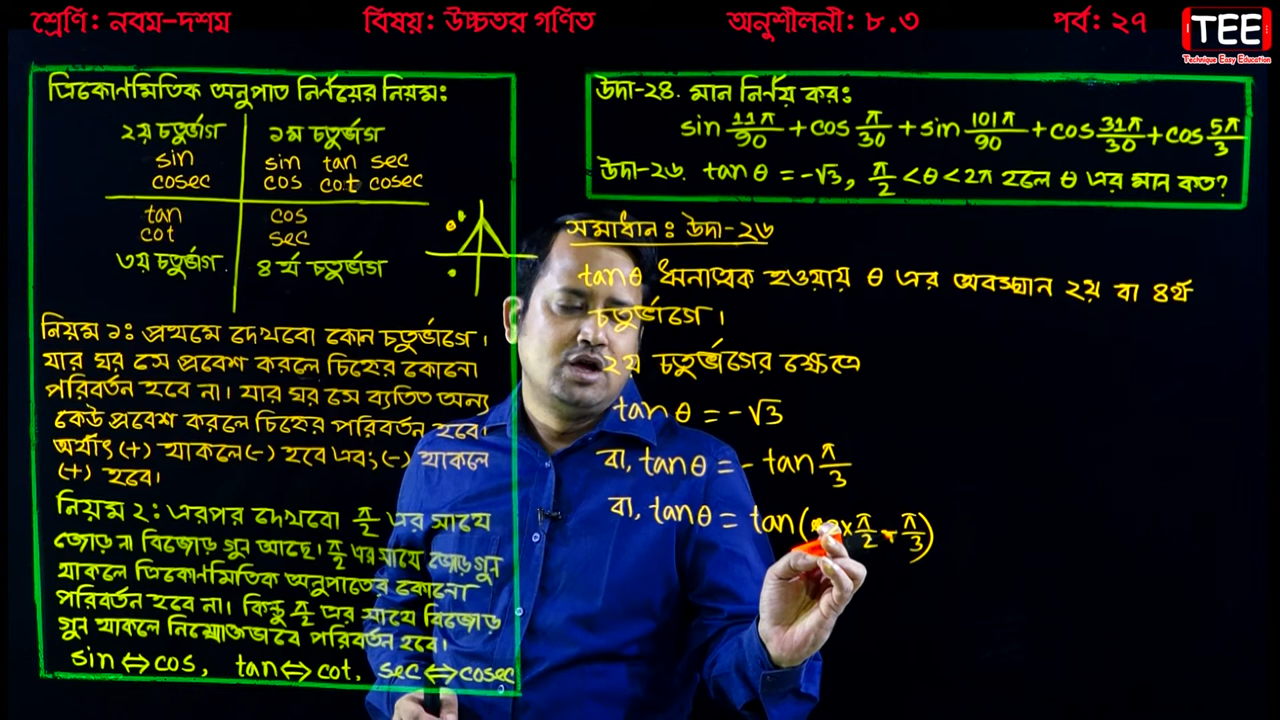 শ্রেণি: নবম-দশম
বিষয়: উচ্চতর গণিত
অনুশীলনী: ৮.৩
পর্ব: ২৭
TEE
Technique Easy Education
ত্রিকোণমিতিক অনুপাত নির্ণয়ের নিয়ম:
২য় চতুর্ভাগ
১ম চতুর্ভাগ
sin
sin tan sec
cosec
cos cot cosec
tan
cos
cot
sec
৩য় চতুর্ভাগ
৪র্থ চতুর্ভাগ
নিয়ম ১: প্রথমে দেখবো কোন চতুর্ভাগে।
যার ঘর সে প্রবেশ করলে চিহ্নের কোনো
পরিবর্তন হবে না। যার ঘর সে ব্যতিত অন্য
কেউ প্রবেশ করলে চিহ্নের পরিবর্তন হবে।
অর্থাৎ (+) থাকলে (-) হবে এবং (-) থাকলে
(+) হবে।
নিয়ম ২: এরপর দেখবো π/2 এর সাথে
জোড় না বিজোড় গুন আছে। π/2 এর সাথে জোড় গুন
থাকলে ত্রিকোণমিতিক অনুপাতের কোনো
পরিবর্তন হবে না। কিন্তু π/2 এর সাথে বিজোড়
গুন থাকলে নিম্মোক্তভাবে পরিবর্তন হবে।
sin ⇔ cos, tan ⇔ cot, sec ⇔ cosec
উদা-২৪. মান নির্ণয় কর:
sin 11π/90 + cos π/30 + sin 101π/90 + cos 31π/30 + cos 5π/3
উদা-২৬. tan θ = -√3, π/2 < θ < 2π হলে θ এর মান কত?
সমাধান: উদা-২৬
tan θ ঋনাত্মক হওয়ায় θ এর অবস্থান ২য় বা ৪র্থ
চতুর্ভাগে।
২য় চতুর্ভাগের ক্ষেত্রে
tan θ = -√3
বা, tan θ = - tan π/3
বা, tan θ = tan( × π/2 - π/3)